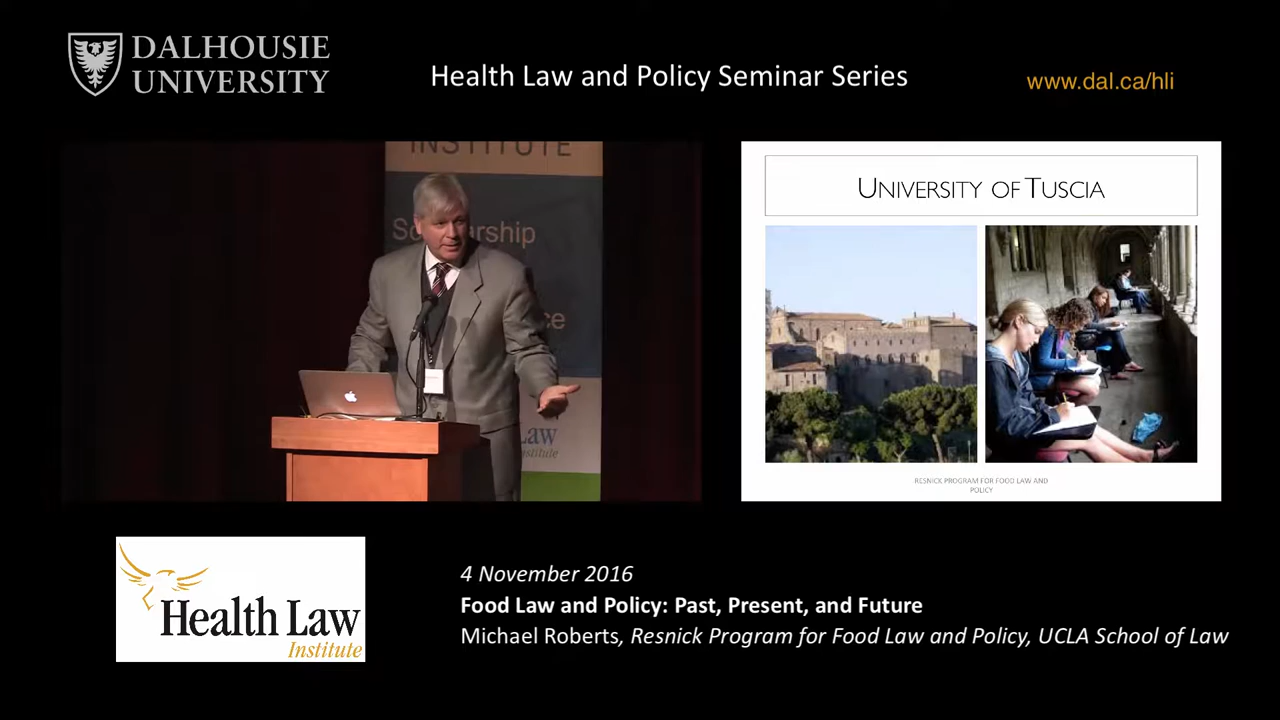 DALHOUSIE
UNIVERSITY
Health Law and Policy Seminar Series
www.dal.ca/hli
INSTITUTE
UNIVERSITY OF TUSCIA
RESNICK PROGRAM FOR FOOD LAW AND
POLICY
Law
Institute
Health Law
Institute
4 November 2016
Food Law and Policy: Past, Present, and Future
Michael Roberts, Resnick Program for Food Law and Policy, UCLA School of Law